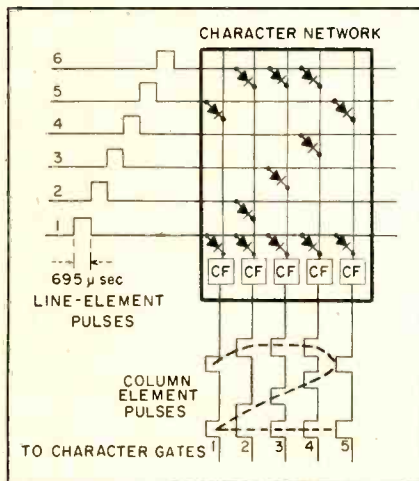 CHARACTER NETWORK
6
5
4
3
2
1
695 μ sec
LINE-ELEMENT
PULSES
CF CF CF CF CF
COLUMN
ELEMENT
PULSES
TO CHARACTER GATES 1 2 3 4 5